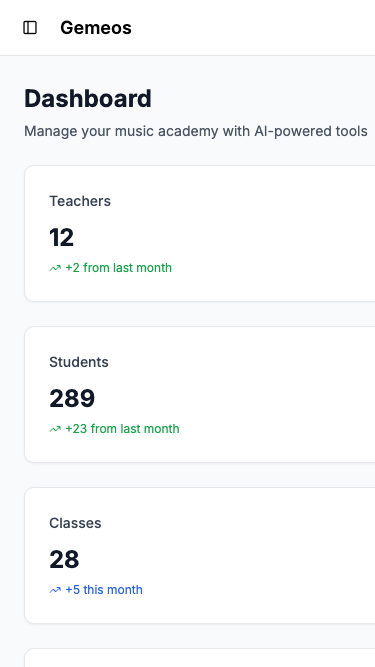 Gemeos
Dashboard
Manage your music academy with AI-powered tools
Teachers
12
+2 from last month
Students
289
+23 from last month
Classes
28
+5 this month